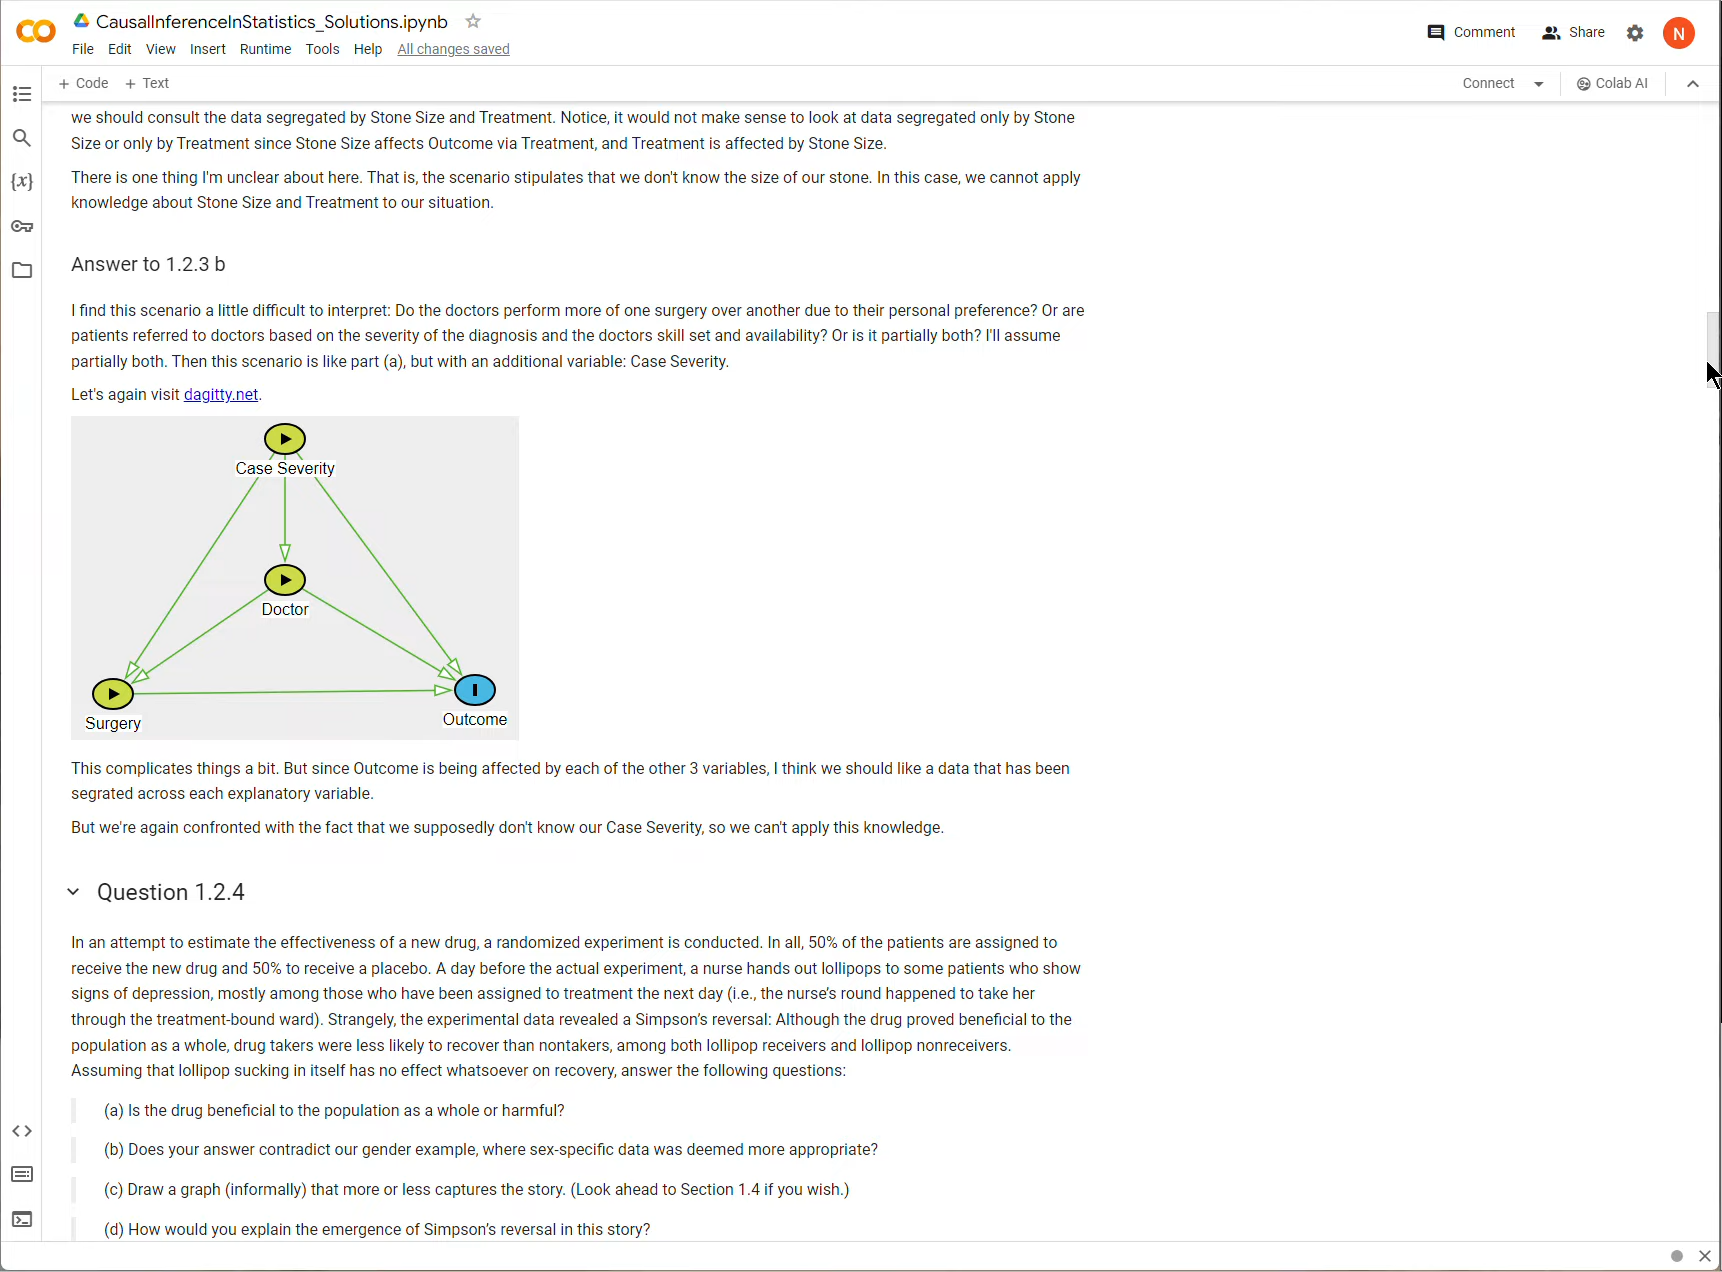 CausalInferenceInStatistics_Solutions.ipynb
File Edit View Insert Runtime Tools Help All changes saved
Comment Share N
+ Code + Text
Connect Colab AI
we should consult the data segregated by Stone Size and Treatment. Notice, it would not make sense to look at data segregated only by Stone
Size or only by Treatment since Stone Size affects Outcome via Treatment, and Treatment is affected by Stone Size.
There is one thing I'm unclear about here. That is, the scenario stipulates that we don't know the size of our stone. In this case, we cannot apply
knowledge about Stone Size and Treatment to our situation.
Answer to 1.2.3 b
I find this scenario a little difficult to interpret: Do the doctors perform more of one surgery over another due to their personal preference? Or are
patients referred to doctors based on the severity of the diagnosis and the doctors skill set and availability? Or is it partially both? I'll assume
partially both. Then this scenario is like part (a), but with an additional variable: Case Severity.
Let's again visit dagitty.net.
Case Severity
Doctor
Surgery
Outcome
This complicates things a bit. But since Outcome is being affected by each of the other 3 variables, I think we should like a data that has been
segrated across each explanatory variable.
But we're again confronted with the fact that we supposedly don't know our Case Severity, so we can't apply this knowledge.
Question 1.2.4
In an attempt to estimate the effectiveness of a new drug, a randomized experiment is conducted. In all, 50% of the patients are assigned to
receive the new drug and 50% to receive a placebo. A day before the actual experiment, a nurse hands out lollipops to some patients who show
signs of depression, mostly among those who have been assigned to treatment the next day (i.e., the nurse’s round happened to take her
through the treatment-bound ward). Strangely, the experimental data revealed a Simpson’s reversal: Although the drug proved beneficial to the
population as a whole, drug takers were less likely to recover than nontakers, among both lollipop receivers and lollipop nonreceivers.
Assuming that lollipop sucking in itself has no effect whatsoever on recovery, answer the following questions:
(a) Is the drug beneficial to the population as a whole or harmful?
(b) Does your answer contradict our gender example, where sex-specific data was deemed more appropriate?
(c) Draw a graph (informally) that more or less captures the story. (Look ahead to Section 1.4 if you wish.)
(d) How would you explain the emergence of Simpson’s reversal in this story?